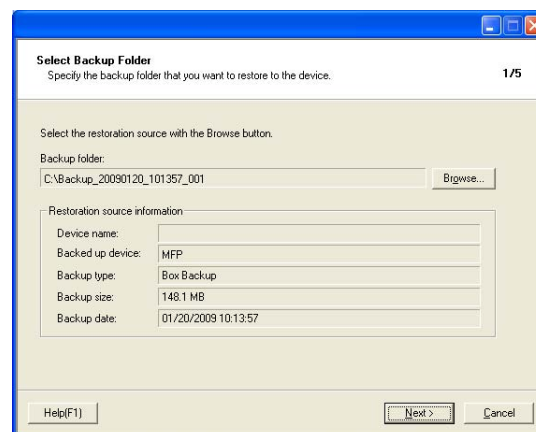 Select Backup Folder
Specify the backup folder that you want to restore to the device.
1/5
Select the restoration source with the Browse button.
Backup folder:
C:\Backup_20090120_101357_001
Browse...
Restoration source information
Device name:
Backed up device: MFP
Backup type: Box Backup
Backup size: 148.1 MB
Backup date: 01/20/2009 10:13:57
Help(F1)
Next >
Cancel